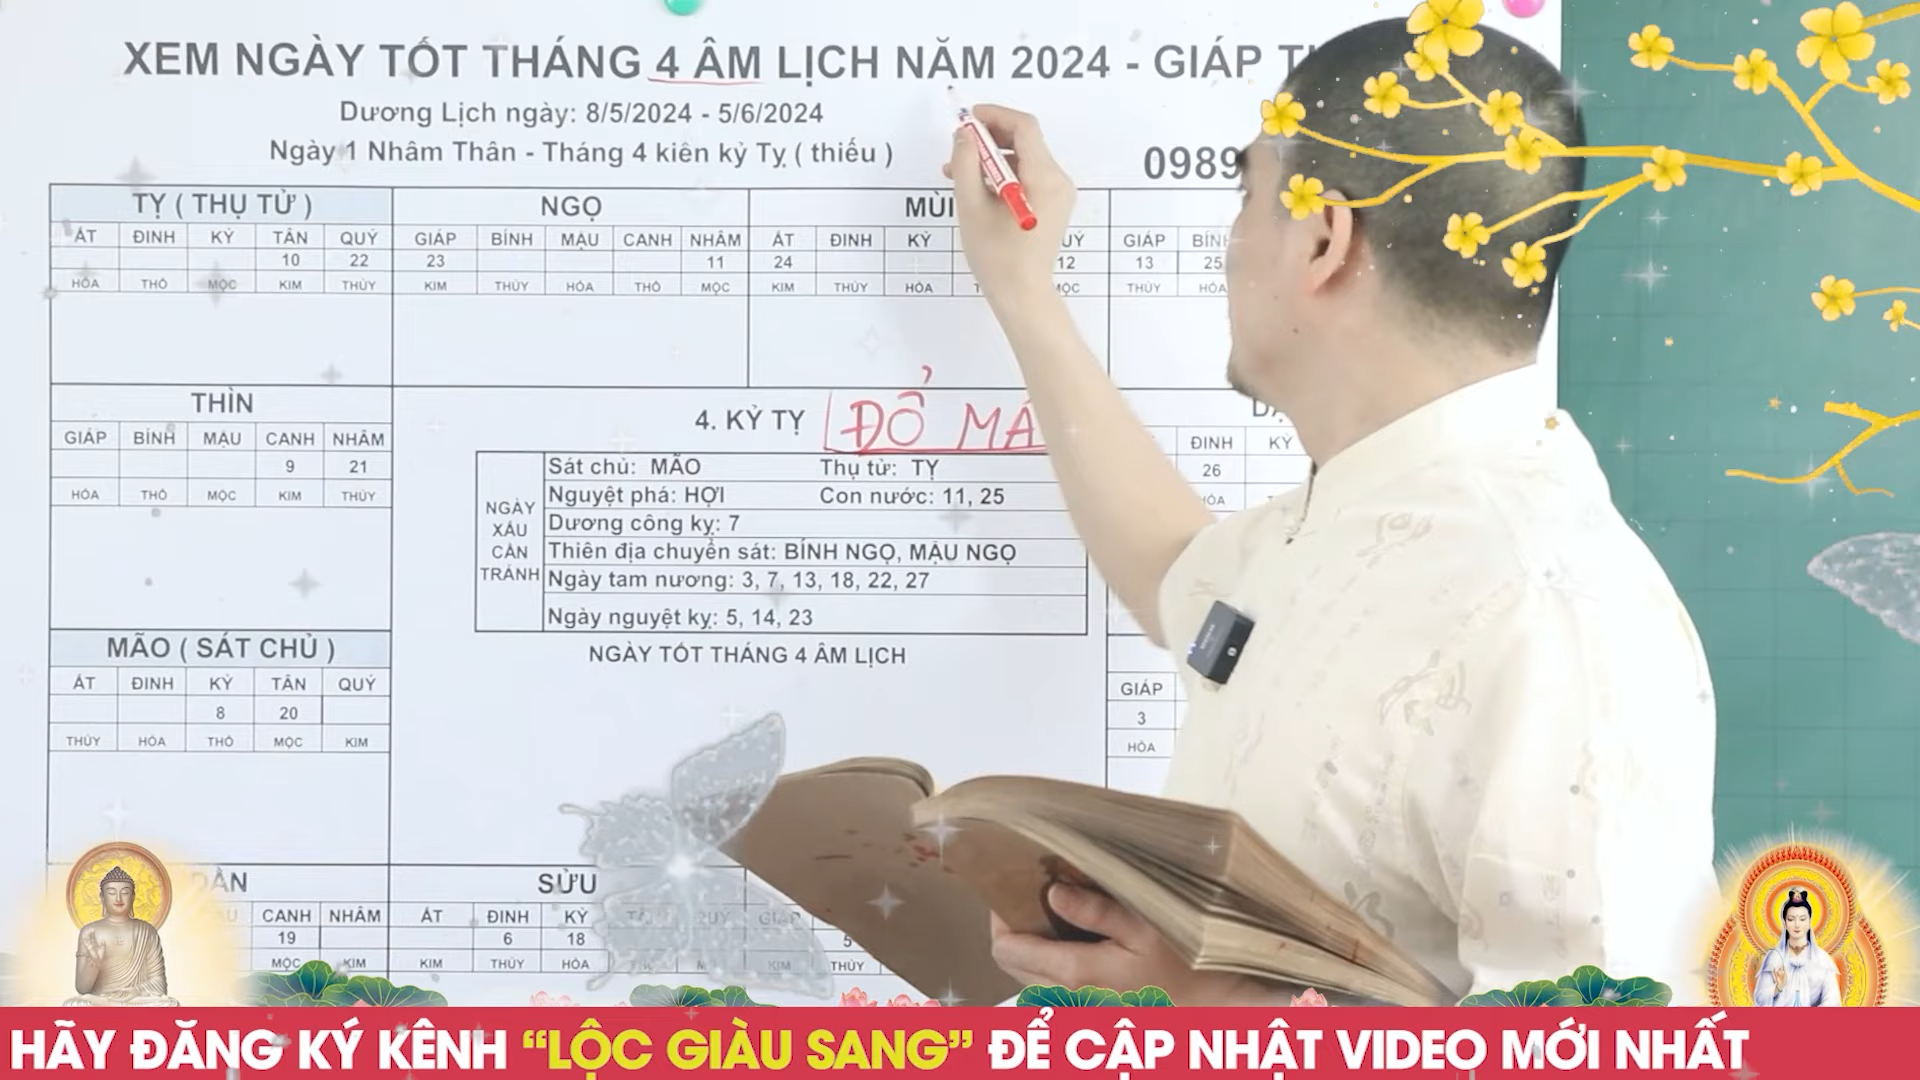 XEM NGÀY TỐT THÁNG 4 ÂM LỊCH NĂM 2024 - GIÁP
Dương Lịch ngày: 8/5/2024 - 5/6/2024
Ngày 1 Nhâm Thân - Tháng 4 kiên kỷ Tỵ ( thiếu )
0989
TỴ ( THỤ TỬ ) NGỌ MÙI
ẤT ĐINH KỶ TÂN QUÝ GIÁP BÍNH MẬU CANH NHÂM ẤT ĐINH KỶ GIÁP
10 22 23 11 24 12 13 25
HỎA THỔ MỘC KIM THỦY KIM THỦY HỎA THỔ MỘC KIM THỦY HỎA THỦY HỎA
THÌN
4. KỶ TỴ
GIÁP BÍNH MẬU CANH NHÂM
9 21
HỎA THỔ MỘC KIM THỦY
ĐINH KỶ
26
NGÀY XẤU CẦN TRÁNH
Sát chủ: MÃO Thụ tử: TỴ
Nguyệt phá: HỢI Con nước: 11, 25
Dương công kỵ: 7
Thiên địa chuyển sát: BÍNH NGỌ, MẬU NGỌ
Ngày tam nương: 3, 7, 13, 18, 22, 27
Ngày nguyệt kỵ: 5, 14, 23
NGÀY TỐT THÁNG 4 ÂM LỊCH
MÃO ( SÁT CHỦ )
ẤT ĐINH KỶ TÂN QUÝ
8 20
THỦY HỎA THỔ MỘC KIM
GIÁP
3
HỎA
DẦN SỬU
CANH NHÂM ẤT ĐINH KỶ TÂN QUÝ GIÁP
19 6 18 5
MỘC KIM KIM THỦY HỎA KIM THỦY
HÃY ĐĂNG KÝ KÊNH “LỘC GIÀU SANG” ĐỂ CẬP NHẬT VIDEO MỚI NHẤT